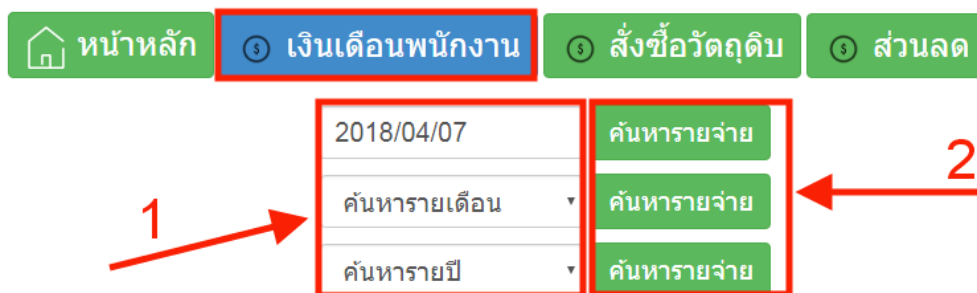 หน้าหลัก เงินเดือนพนักงาน สั่งซื้อวัตถุดิบ ส่วนลด
2018/04/07 ค้นหารายจ่าย 2
1 ค้นหารายเดือน ค้นหารายจ่าย
ค้นหารายปี ค้นหารายจ่าย